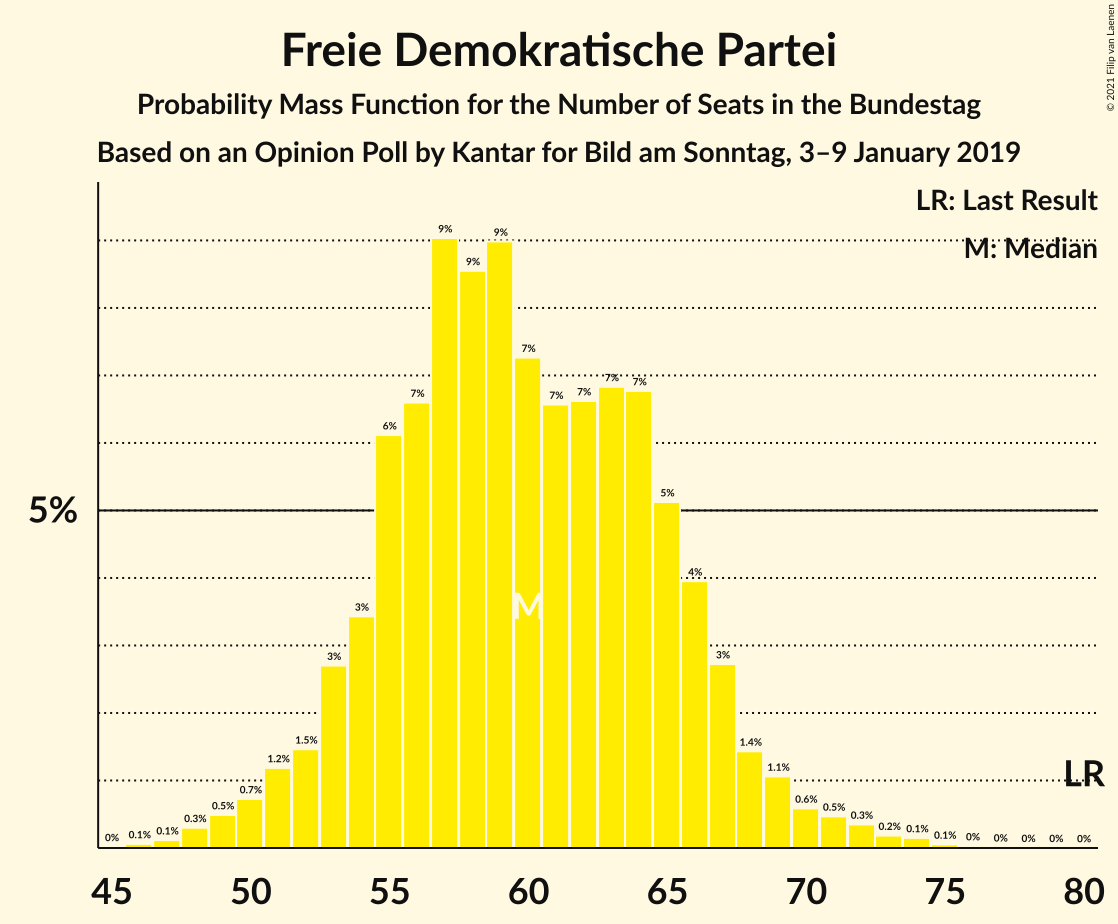 Freie Demokratische Partei
Probability Mass Function for the Number of Seats in the Bundestag
Based on an Opinion Poll by Kantar for Bild am Sonntag, 3–9 January 2019
© 2021 Filip van Laenen
LR: Last Result
M: Median
5%
0% 0.1% 0.1% 0.3% 0.5% 0.7% 1.2% 1.5% 3% 3% 6% 7% 9% 9% 9% 7% 7% 7% 7% 7% 5% 4% 3% 1.4% 1.1% 0.6% 0.5% 0.3% 0.2% 0.1% 0.1% 0% 0% 0% 0% 0%
M
LR
45 50 55 60 65 70 75 80